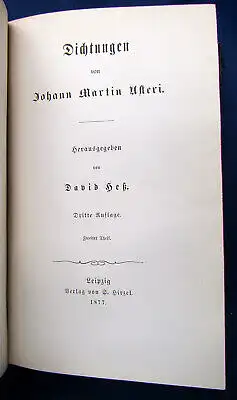 Dichtungen
von
Johann Martin Usteri.
Herausgegeben
von
David Heß.
Dritte Auflage.
Zweiter Theil.
Leipzig
Verlag von S. Hirzel.
1877.